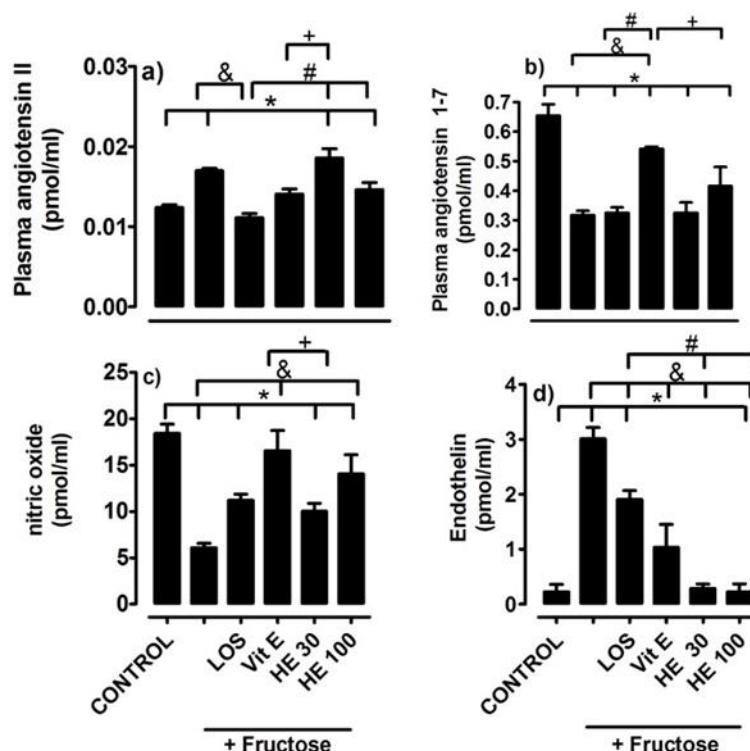 +
&
#
*
a)
Plasma angiotensin II
(pmol/ml)
0.03
0.02
0.01
0.00
#
+
&
*
b)
Plasma angiotensin 1-7
(pmol/ml)
0.7
0.6
0.5
0.4
0.3
0.2
0.1
0.0
+
&
*
c)
nitric oxide
(pmol/ml)
25
20
15
10
5
0
CONTROL
LOS
Vit E
HE 30
HE 100
+ Fructose
#
&
*
d)
Endothelin
(pmol/ml)
4
3
2
1
0
CONTROL
LOS
Vit E
HE 30
HE 100
+ Fructose